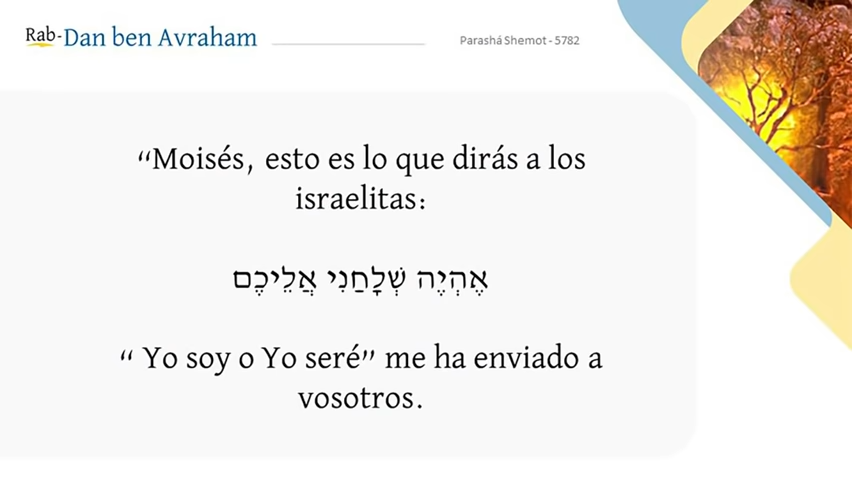 Rab-Dan ben Avraham
Parashá Shemot - 5782
“Moisés, esto es lo que dirás a los
israelitas:
אֶהְיֶה שְׁלָחַנִי אֲלֵיכֶם
“ Yo soy o Yo seré” me ha enviado a
vosotros.